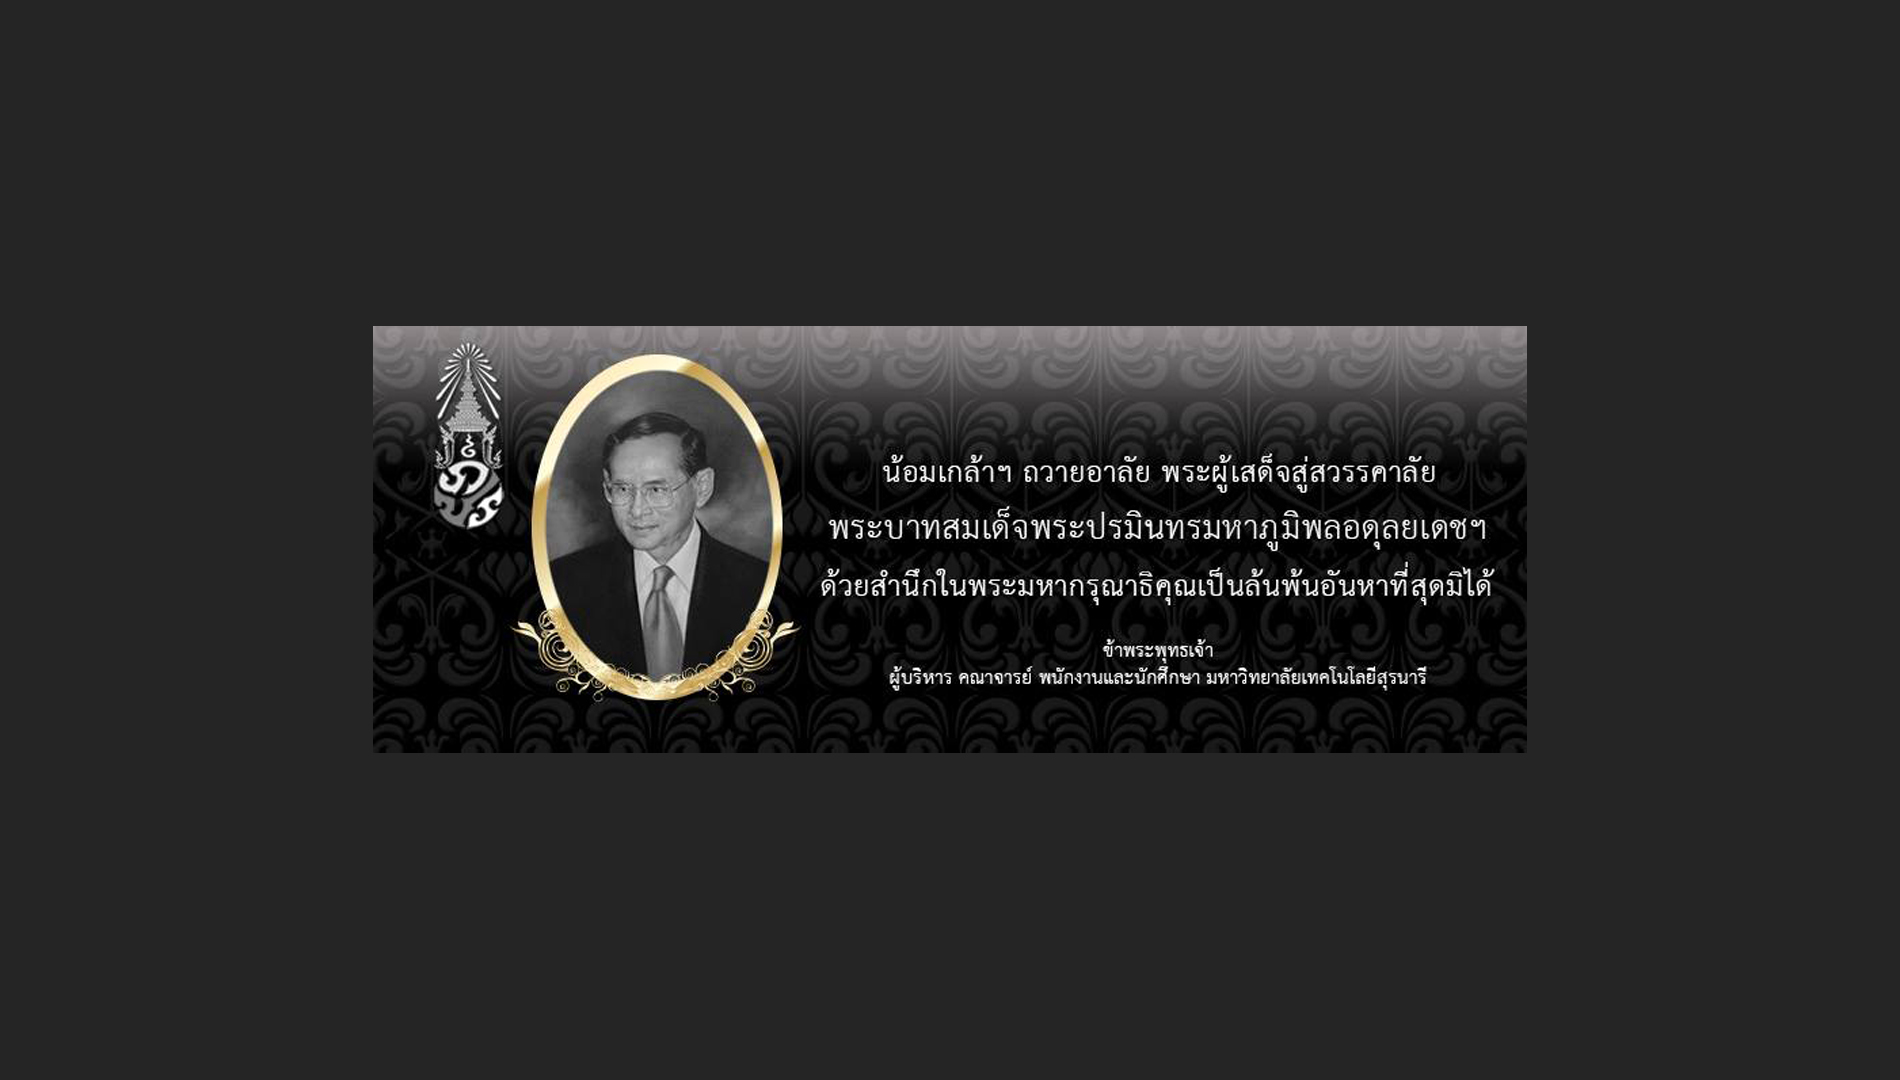 น้อมเกล้าฯ ถวายอาลัย พระผู้เสด็จสู่สวรรคาลัย
พระบาทสมเด็จพระปรมินทรมหาภูมิพลอดุลยเดชฯ
ด้วยสำนึกในพระมหากรุณาธิคุณเป็นล้นพ้นอันหาที่สุดมิได้
ข้าพระพุทธเจ้า
ผู้บริหาร คณาจารย์ พนักงานและนักศึกษา มหาวิทยาลัยเทคโนโลยีสุรนารี